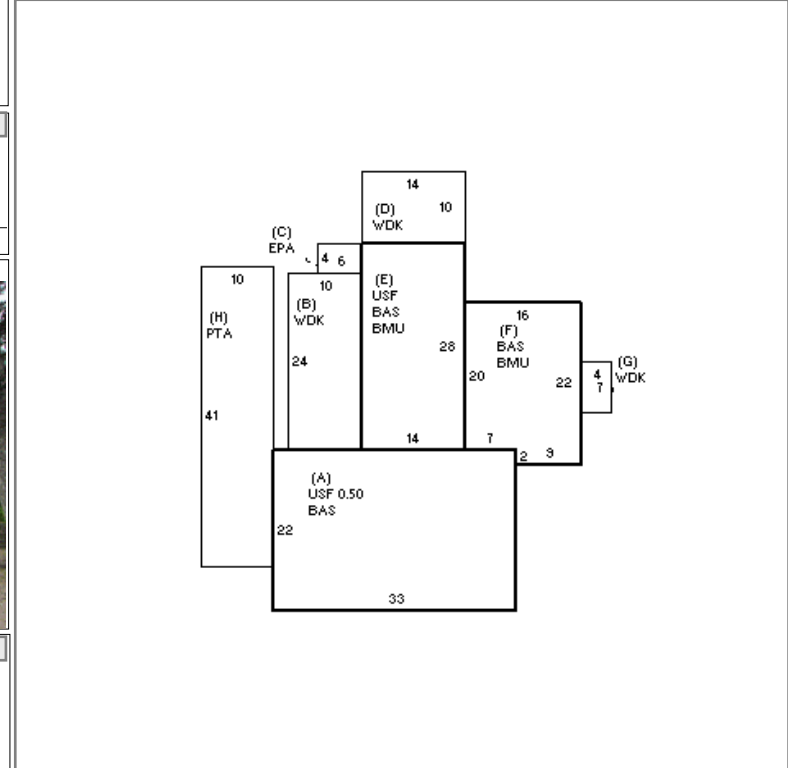 14
(D)
10
WDK
(C)
EPA
4
6
10
(H)
PTA
41
10
(B)
WDK
24
(E)
USF
BAS
BMU
28
14
16
(F)
BAS
BMU
20
22
7
2
9
(G)
WDK
4
7
(A)
USF 0.50
BAS
22
33